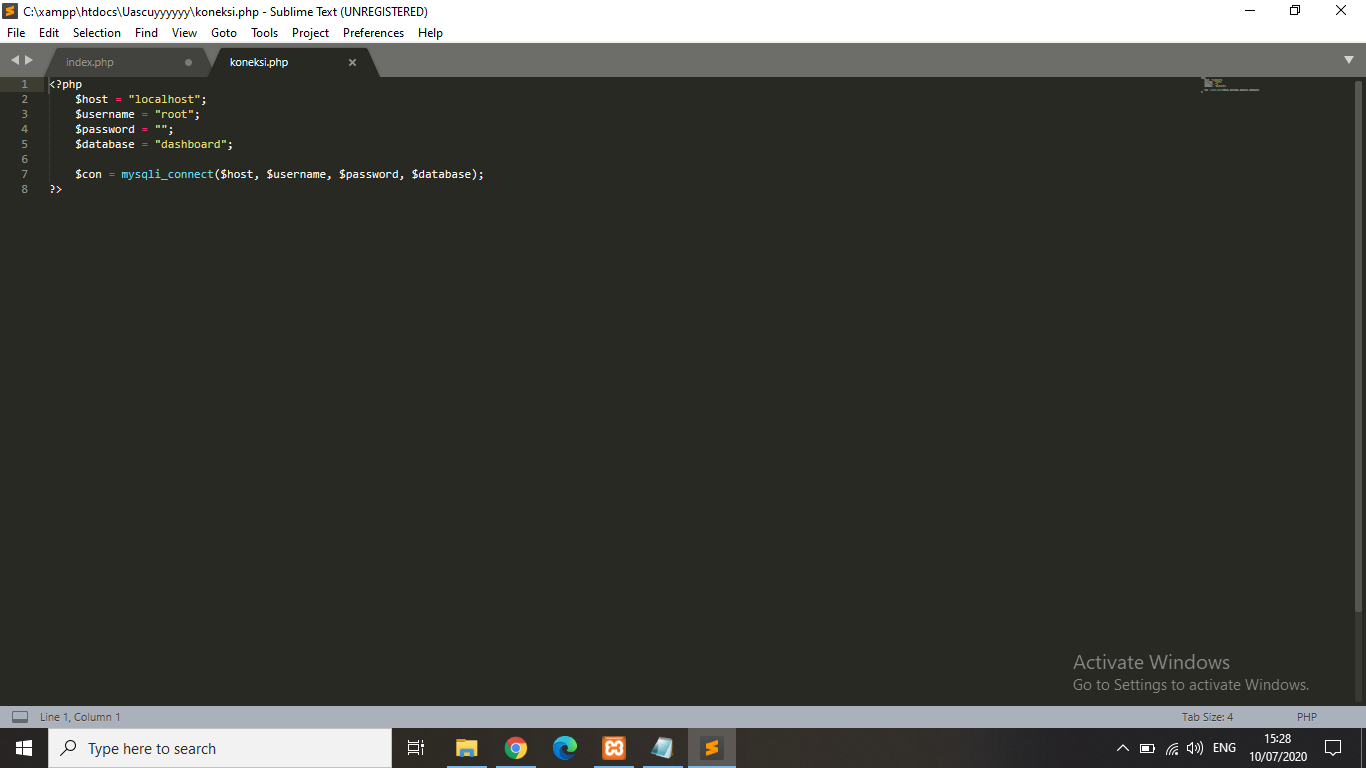 C:\xampp\htdocs\Uascuyyyyyy\koneksi.php - Sublime Text (UNREGISTERED)
File Edit Selection Find View Goto Tools Project Preferences Help
index.php koneksi.php
1 <?php
2 $host = "localhost";
3 $username = "root";
4 $password = "";
5 $database = "dashboard";
6
7 $con = mysqli_connect($host, $username, $password, $database);
8 ?>
Activate Windows
Go to Settings to activate Windows.
Line 1, Column 1 Tab Size: 4 PHP
Type here to search ENG 15:28
10/07/2020